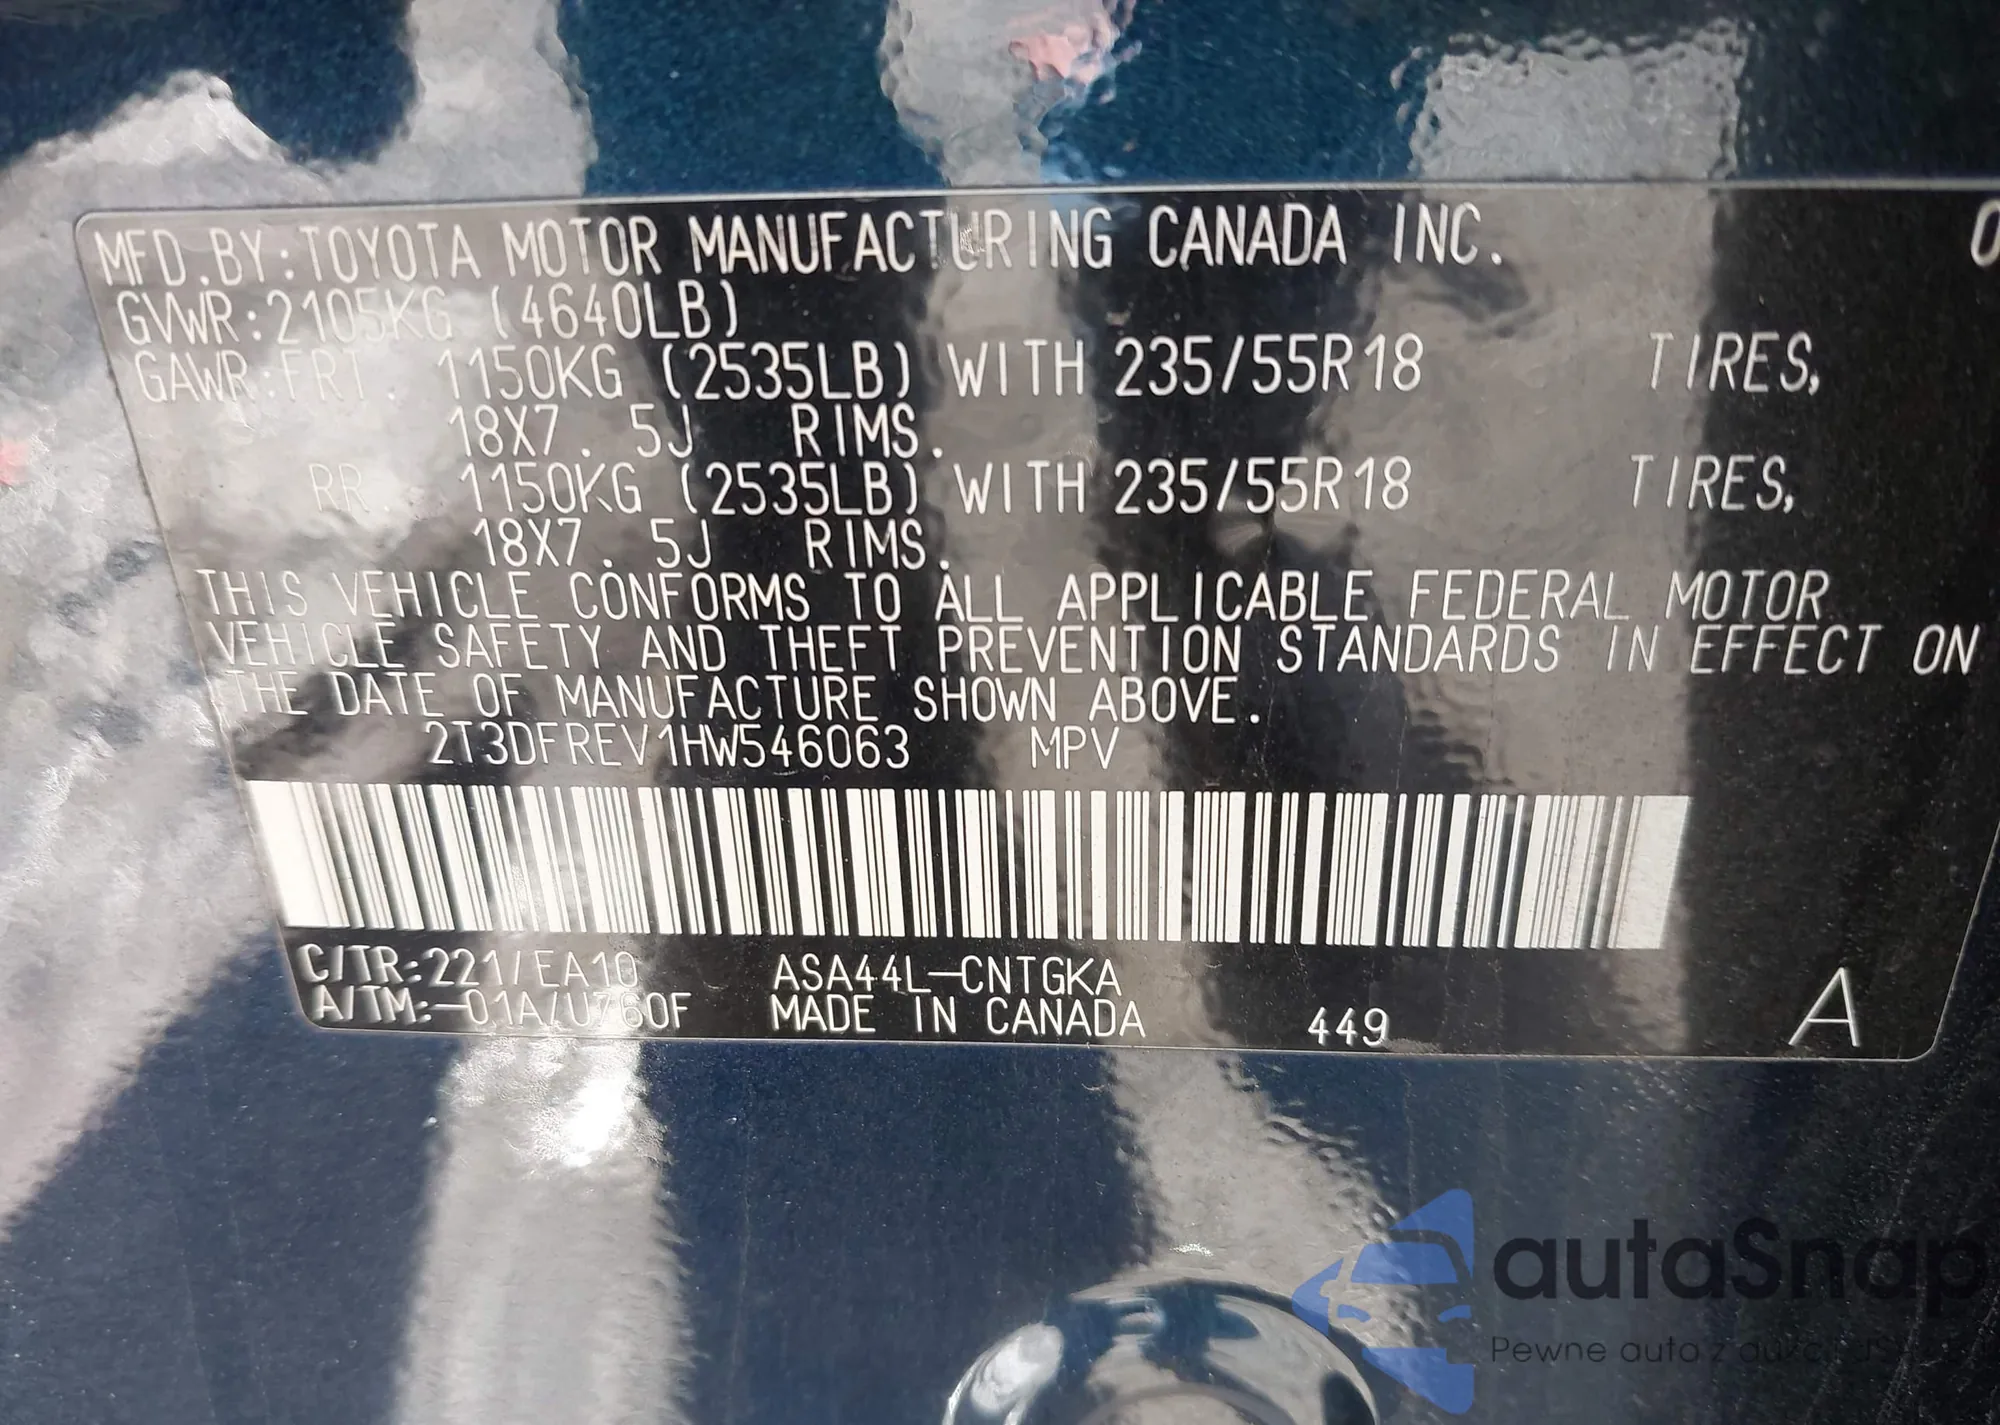 MFD.BY:TOYOTA MOTOR MANUFACTURING CANADA INC. 0
GVWR:2105KG (4640LB)
GAWR:FRT. 1150KG (2535LB) WITH 235/55R18 TIRES,
18X7.5J RIMS.
RR. 1150KG (2535LB) WITH 235/55R18 TIRES,
18X7.5J RIMS.
THIS VEHICLE CONFORMS TO ALL APPLICABLE FEDERAL MOTOR
VEHICLE SAFETY AND THEFT PREVENTION STANDARDS IN EFFECT ON
THE DATE OF MANUFACTURE SHOWN ABOVE.
2T3DFREV1HW546063 MPV
C/TR:221/EA10 ASA44L-CNTGKA
A/TM:-01A/U760F MADE IN CANADA 449 A
autaSnap
Pewne auta z